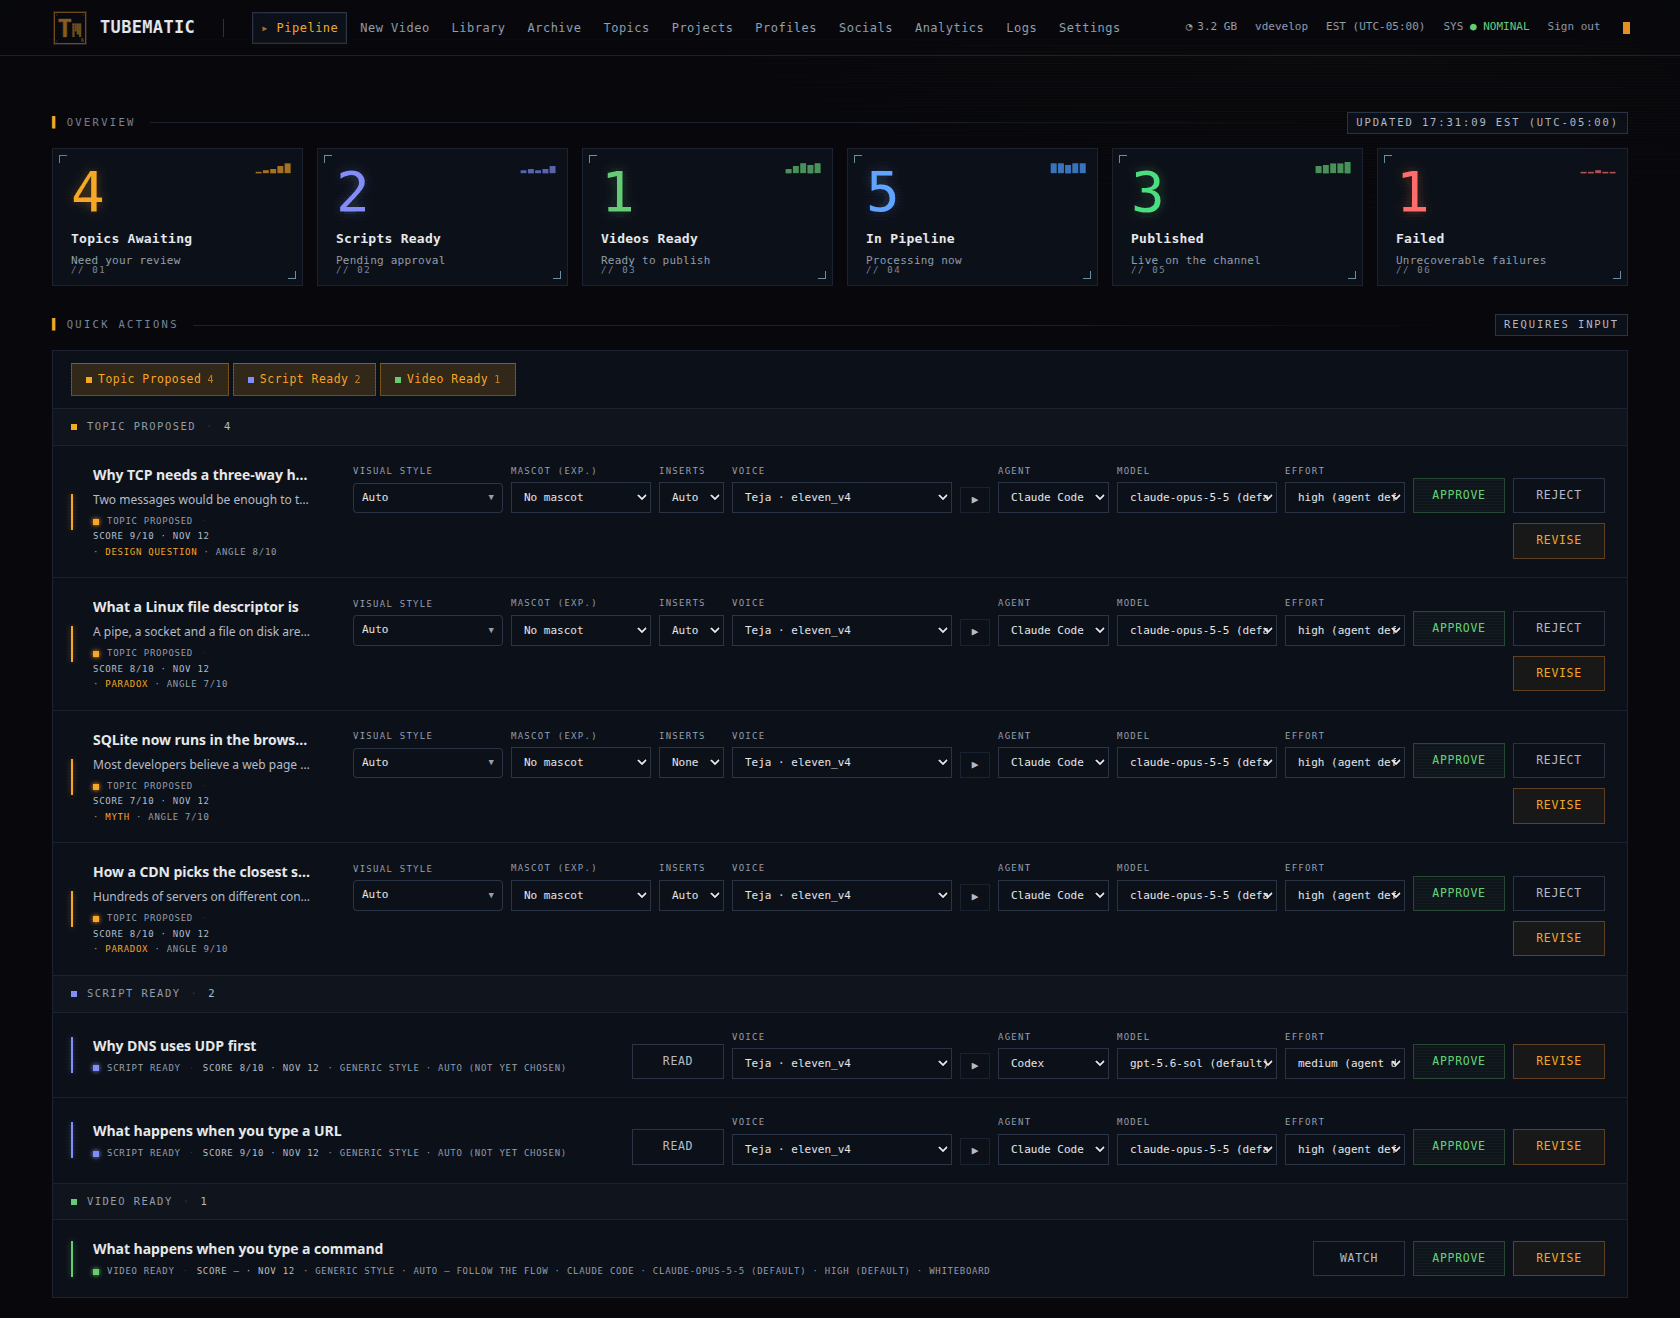 TM TUBEMATIC ▸ Pipeline New Video Library Archive Topics Projects Profiles Socials Analytics Logs Settings 3.2 GB vdevelop EST (UTC-05:00) SYS ● NOMINAL Sign out
OVERVIEW UPDATED 17:31:09 EST (UTC-05:00)
4 2 1 5 3 1
Topics Awaiting Scripts Ready Videos Ready In Pipeline Published Failed
Need your review Pending approval Ready to publish Processing now Live on the channel Unrecoverable failures
// 01 // 02 // 03 // 04 // 05 // 06
QUICK ACTIONS REQUIRES INPUT
Topic Proposed 4 Script Ready 2 Video Ready 1
TOPIC PROPOSED · 4
VISUAL STYLE MASCOT (EXP.) INSERTS VOICE AGENT MODEL EFFORT
Why TCP needs a three-way h...
Two messages would be enough to t... Auto ▼ No mascot Auto Teja · eleven_v4 ▶ Claude Code claude-opus-5-5 (defa high (agent def APPROVE REJECT
TOPIC PROPOSED
SCORE 9/10 · NOV 12
· DESIGN QUESTION · ANGLE 8/10
REVISE
VISUAL STYLE MASCOT (EXP.) INSERTS VOICE AGENT MODEL EFFORT
What a Linux file descriptor is
A pipe, a socket and a file on disk are... Auto ▼ No mascot Auto Teja · eleven_v4 ▶ Claude Code claude-opus-5-5 (defa high (agent def APPROVE REJECT
TOPIC PROPOSED
SCORE 8/10 · NOV 12
· PARADOX · ANGLE 7/10
REVISE
VISUAL STYLE MASCOT (EXP.) INSERTS VOICE AGENT MODEL EFFORT
SQLite now runs in the brows...
Most developers believe a web page ... Auto ▼ No mascot None Teja · eleven_v4 ▶ Claude Code claude-opus-5-5 (defa high (agent def APPROVE REJECT
TOPIC PROPOSED
SCORE 7/10 · NOV 12
· MYTH · ANGLE 7/10
REVISE
VISUAL STYLE MASCOT (EXP.) INSERTS VOICE AGENT MODEL EFFORT
How a CDN picks the closest s...
Hundreds of servers on different con... Auto ▼ No mascot Auto Teja · eleven_v4 ▶ Claude Code claude-opus-5-5 (defa high (agent def APPROVE REJECT
TOPIC PROPOSED
SCORE 8/10 · NOV 12
· PARADOX · ANGLE 9/10
REVISE
SCRIPT READY · 2
VOICE AGENT MODEL EFFORT
Why DNS uses UDP first
SCRIPT READY · SCORE 8/10 · NOV 12 · GENERIC STYLE · AUTO (NOT YET CHOSEN) READ Teja · eleven_v4 ▶ Codex gpt-5.6-sol (default) medium (agent d APPROVE REVISE
VOICE AGENT MODEL EFFORT
What happens when you type a URL
SCRIPT READY · SCORE 9/10 · NOV 12 · GENERIC STYLE · AUTO (NOT YET CHOSEN) READ Teja · eleven_v4 ▶ Claude Code claude-opus-5-5 (defa high (agent def APPROVE REVISE
VIDEO READY · 1
What happens when you type a command
VIDEO READY · SCORE — · NOV 12 · GENERIC STYLE · AUTO — FOLLOW THE FLOW · CLAUDE CODE · CLAUDE-OPUS-5-5 (DEFAULT) · HIGH (DEFAULT) · WHITEBOARD WATCH APPROVE REVISE